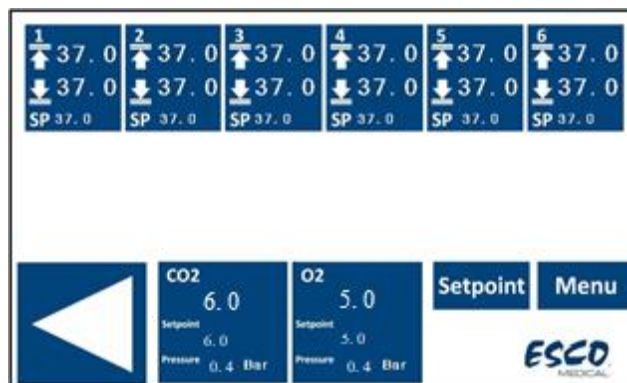 1 2 3 4 5 6
37.0 37.0 37.0 37.0 37.0 37.0
37.0 37.0 37.0 37.0 37.0 37.0
SP 37.0 SP 37.0 SP 37.0 SP 37.0 SP 37.0 SP 37.0
CO2
6.0
Setpoint
6.0
Pressure 0.4 Bar
O2
5.0
Setpoint
5.0
Pressure 0.4 Bar
Setpoint
Menu
ESCO
MEDICAL